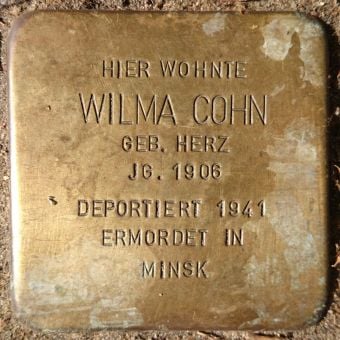 HIER WOHNTE
WILMA COHN
GEB. HERZ
JG. 1906
DEPORTIERT 1941
ERMORDET IN
MINSK